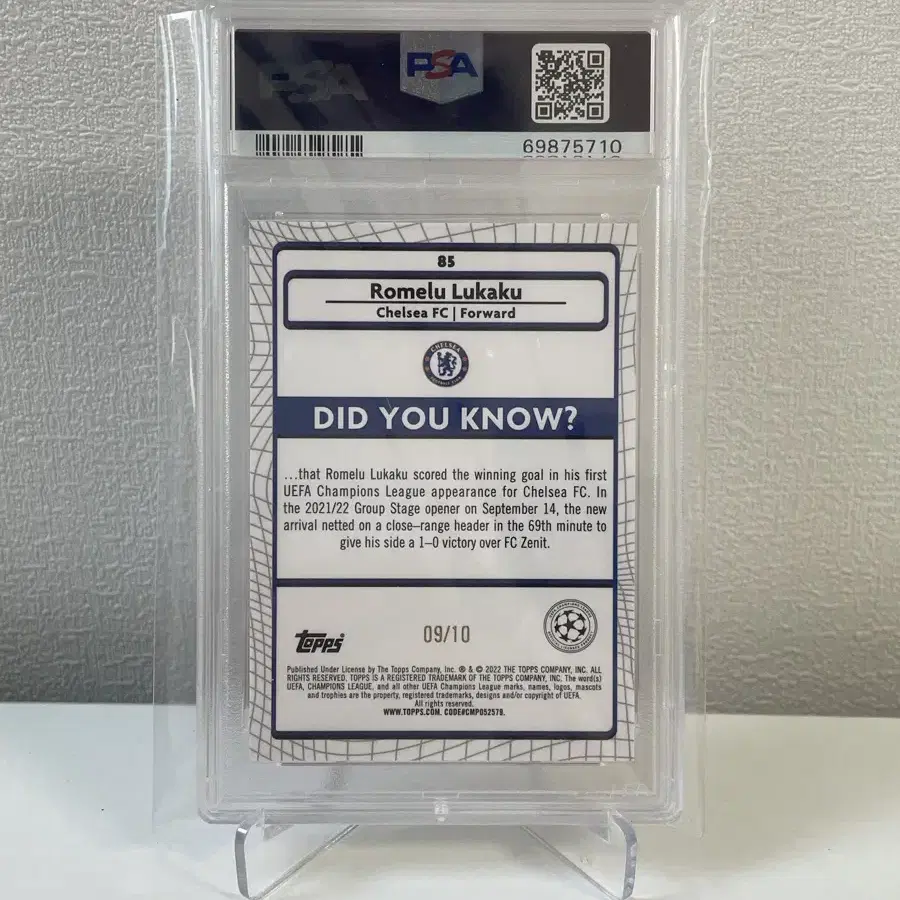 PSA
PSA
69875710
85
Romelu Lukaku
Chelsea FC | Forward
CHELSEA
FOOTBALL CLUB
DID YOU KNOW?
...that Romelu Lukaku scored the winning goal in his first
UEFA Champions League appearance for Chelsea FC. In
the 2021/22 Group Stage opener on September 14, the new
arrival netted on a close–range header in the 69th minute to
give his side a 1–0 victory over FC Zenit.
Topps
09/10
Published Under License by The Topps Company, Inc. ® & © 2022 THE TOPPS COMPANY, INC. ALL
RIGHTS RESERVED. TOPPS IS A REGISTERED TRADEMARK OF THE TOPPS COMPANY, INC. The word(s)
UEFA, CHAMPIONS LEAGUE, and all other UEFA Champions League marks, names, logos, mascots
and trophies are the property, registered trademarks, designs and/or copyright of UEFA.
All rights reserved.
WWW.TOPPS.COM. CODE#CMP052579.